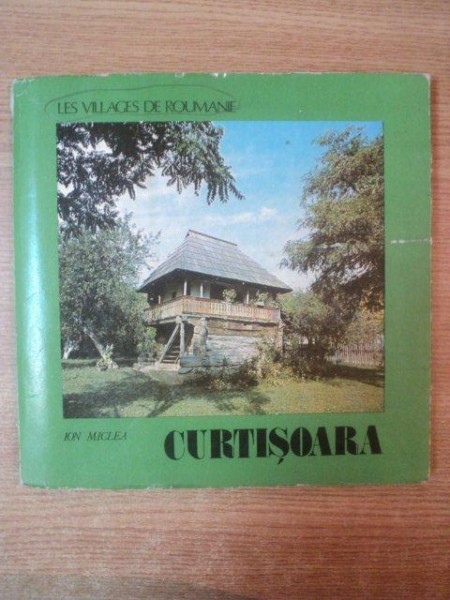 LES VILLAGES DE ROUMANIE
ION MICLEA
CURTIȘOARA